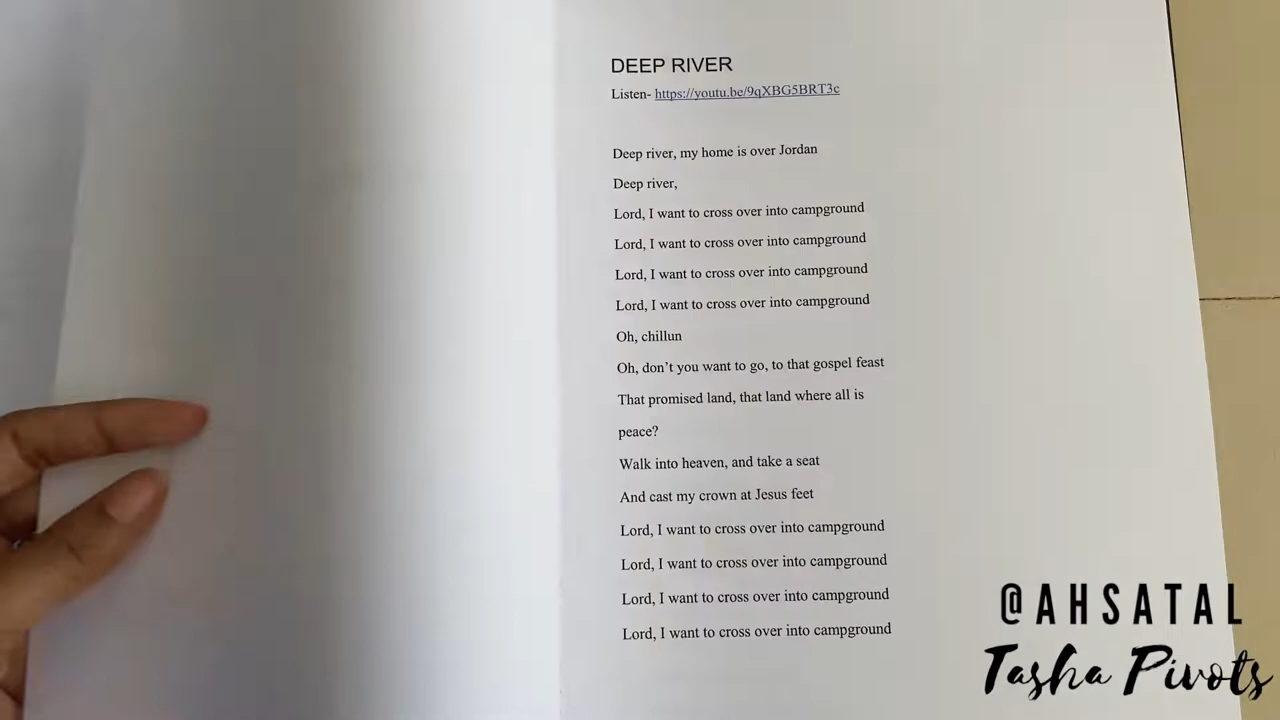 DEEP RIVER
Listen- https://youtu.be/9qXBG5BRT3c
Deep river, my home is over Jordan
Deep river,
Lord, I want to cross over into campground
Lord, I want to cross over into campground
Lord, I want to cross over into campground
Lord, I want to cross over into campground
Oh, chillun
Oh, don’t you want to go, to that gospel feast
That promised land, that land where all is
peace?
Walk into heaven, and take a seat
And cast my crown at Jesus feet
Lord, I want to cross over into campground
Lord, I want to cross over into campground
Lord, I want to cross over into campground
Lord, I want to cross over into campground
@AHSATAL
Tasha Pivots